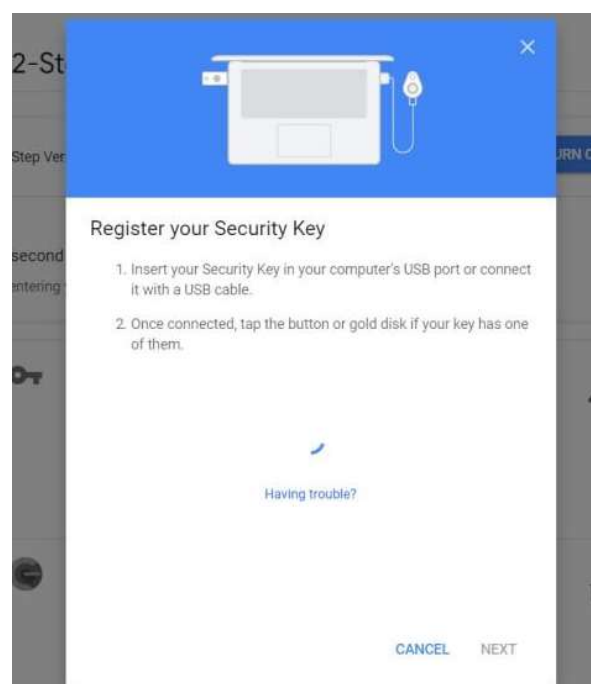 2-St
Step Ver
URN O
Register your Security Key
second
entering
1. Insert your Security Key in your computer's USB port or connect
it with a USB cable.
2. Once connected, tap the button or gold disk if your key has one
of them.
Having trouble?
CANCEL NEXT